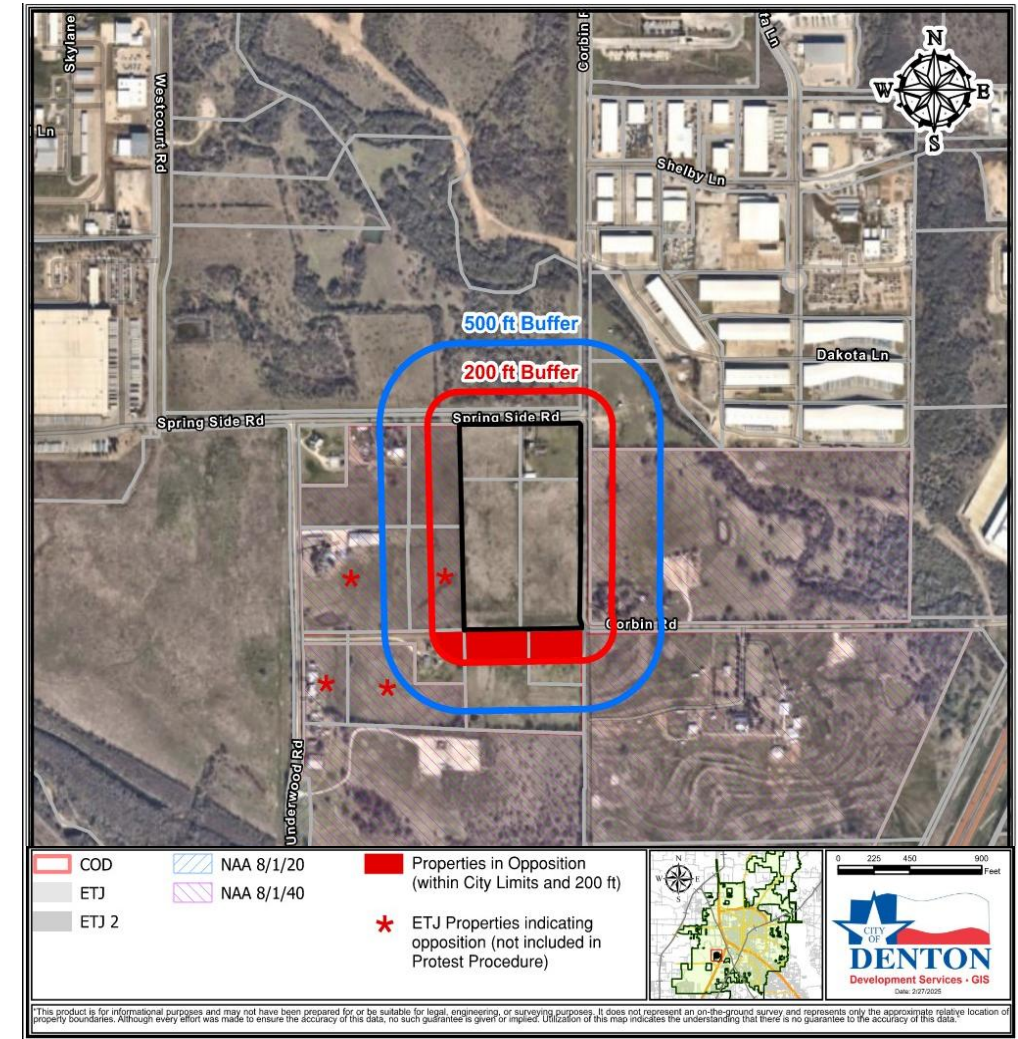 Skylane
Westcourt Rd
Ln
Corbin R
ta Ln
N
W E
S
Shelby Ln
Dakota Ln
500 ft Buffer
200 ft Buffer
Spring Side Rd
Spring Side Rd
Corbin Rd
Underwood Rd
COD
ETJ
ETJ 2
NAA 8/1/20
NAA 8/1/40
Properties in Opposition
(within City Limits and 200 ft)
* ETJ Properties indicating
opposition (not included in
Protest Procedure)
N
W E
S
0 225 450 900
Feet
CITY
OF
DENTON
Development Services • GIS
Date: 2/27/2025
"This product is for informational purposes and may not have been prepared for or be suitable for legal, engineering, or surveying purposes. It does not represent an on-the-ground survey and represents only the approximate relative location of
property boundaries. Although every effort was made to ensure the accuracy of this data, no such guarantee is given or implied. Utilization of this map indicates the understanding that there is no guarantee to the accuracy of this data."